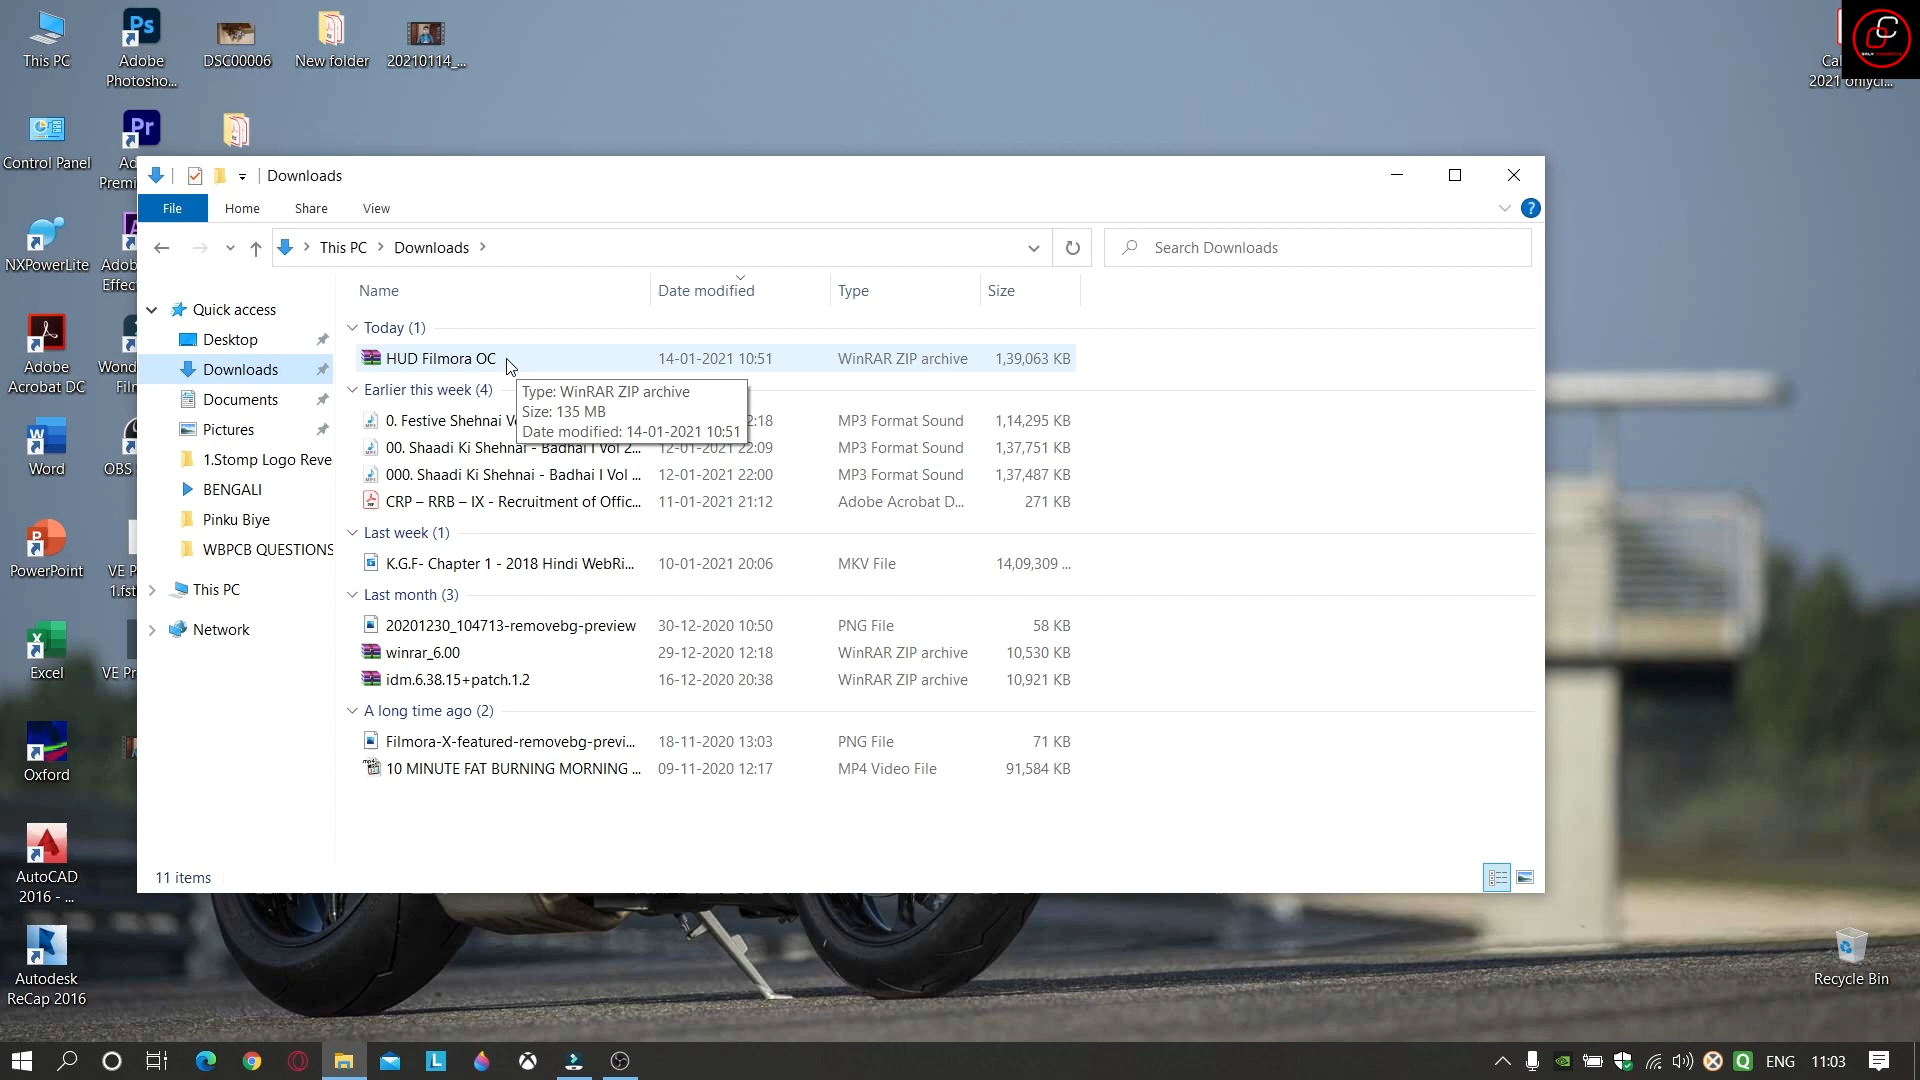 This PC
Adobe
Photosho...
DSC00006
New folder
20210114_...
2021 onlycl...
Control Panel
Downloads
File
Home
Share
View
This PC
Downloads
Search Downloads
NXPowerLite
Adobe
Acrobat DC
Word
OBS
PowerPoint
Excel
Oxford
AutoCAD
2016 - ...
Autodesk
ReCap 2016
Quick access
Desktop
Downloads
Documents
Pictures
1.Stomp Logo Reve
BENGALI
Pinku Biye
WBPCB QUESTIONS
This PC
Network
Name Date modified Type Size
Today (1)
HUD Filmora OC 14-01-2021 10:51 WinRAR ZIP archive 1,39,063 KB
Type: WinRAR ZIP archive
Size: 135 MB
Date modified: 14-01-2021 10:51
Earlier this week (4)
0. Festive Shehnai 2:18 MP3 Format Sound 1,14,295 KB
00. Shaadi Ki Shehnai - Badhai I Vol 2... 12-01-2021 22:09 MP3 Format Sound 1,37,751 KB
000. Shaadi Ki Shehnai - Badhai I Vol ... 12-01-2021 22:00 MP3 Format Sound 1,37,487 KB
CRP – RRB – IX - Recruitment of Offic... 11-01-2021 21:12 Adobe Acrobat D... 271 KB
Last week (1)
K.G.F- Chapter 1 - 2018 Hindi WebRi... 10-01-2021 20:06 MKV File 14,09,309 ...
Last month (3)
20201230_104713-removebg-preview 30-12-2020 10:50 PNG File 58 KB
winrar_6.00 29-12-2020 12:18 WinRAR ZIP archive 10,530 KB
idm.6.38.15+patch.1.2 16-12-2020 20:38 WinRAR ZIP archive 10,921 KB
A long time ago (2)
Filmora-X-featured-removebg-previ... 18-11-2020 13:03 PNG File 71 KB
10 MINUTE FAT BURNING MORNING ... 09-11-2020 12:17 MP4 Video File 91,584 KB
11 items
Recycle Bin
ENG
11:03